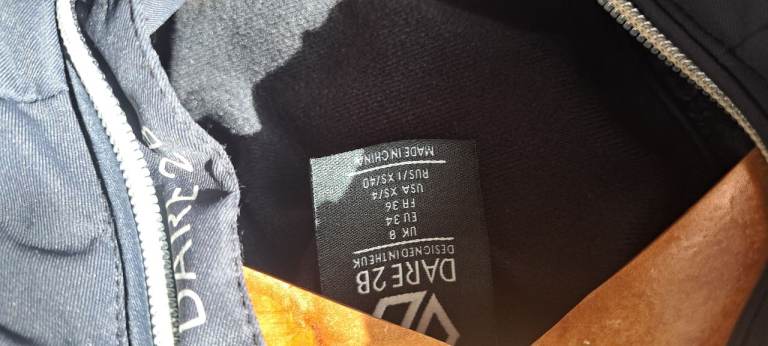 DARE 2B
DESIGNED IN THE UK
UK 8
EU 34
FR 36
USA XS/4
RUS/I XS/40
MADE IN CHINA
DARE 2B